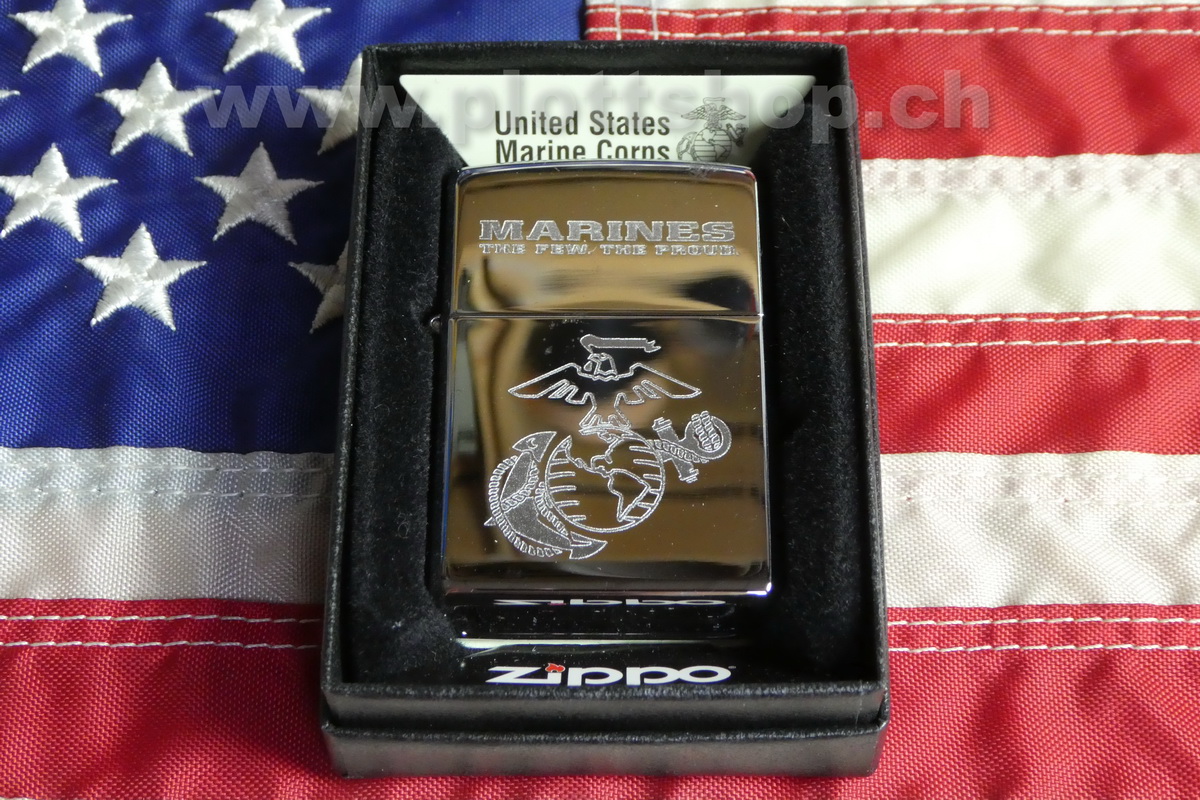 www.plottshop.ch
United States
Marine Corps
MARINES
THE FEW. THE PROUD.
zippo
zippo